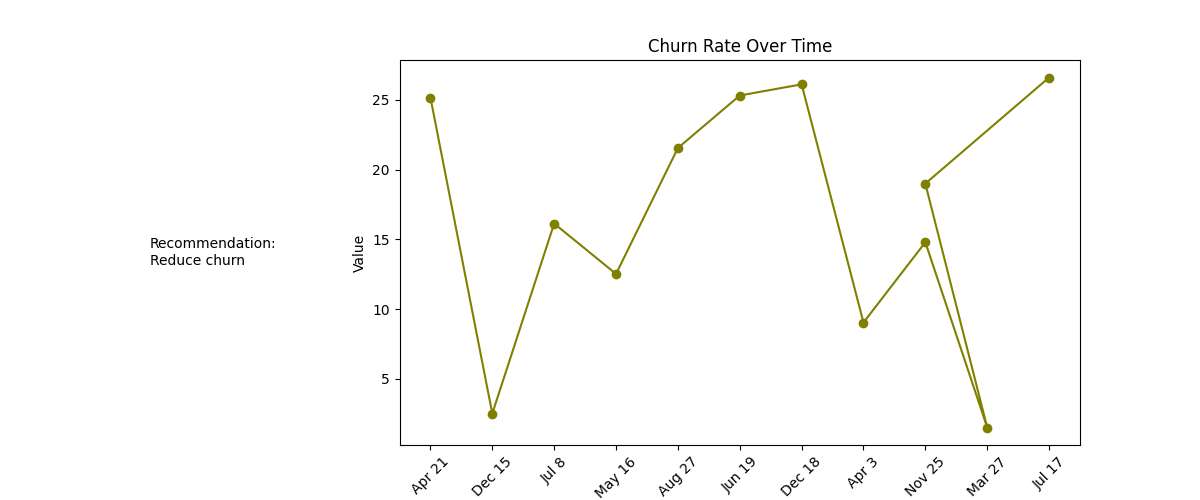 Churn Rate Over Time
Recommendation:
Reduce churn
Value
25
20
15
10
5
Apr 21
Dec 15
Jul 8
May 16
Aug 27
Jun 19
Dec 18
Apr 3
Nov 25
Mar 27
Jul 17